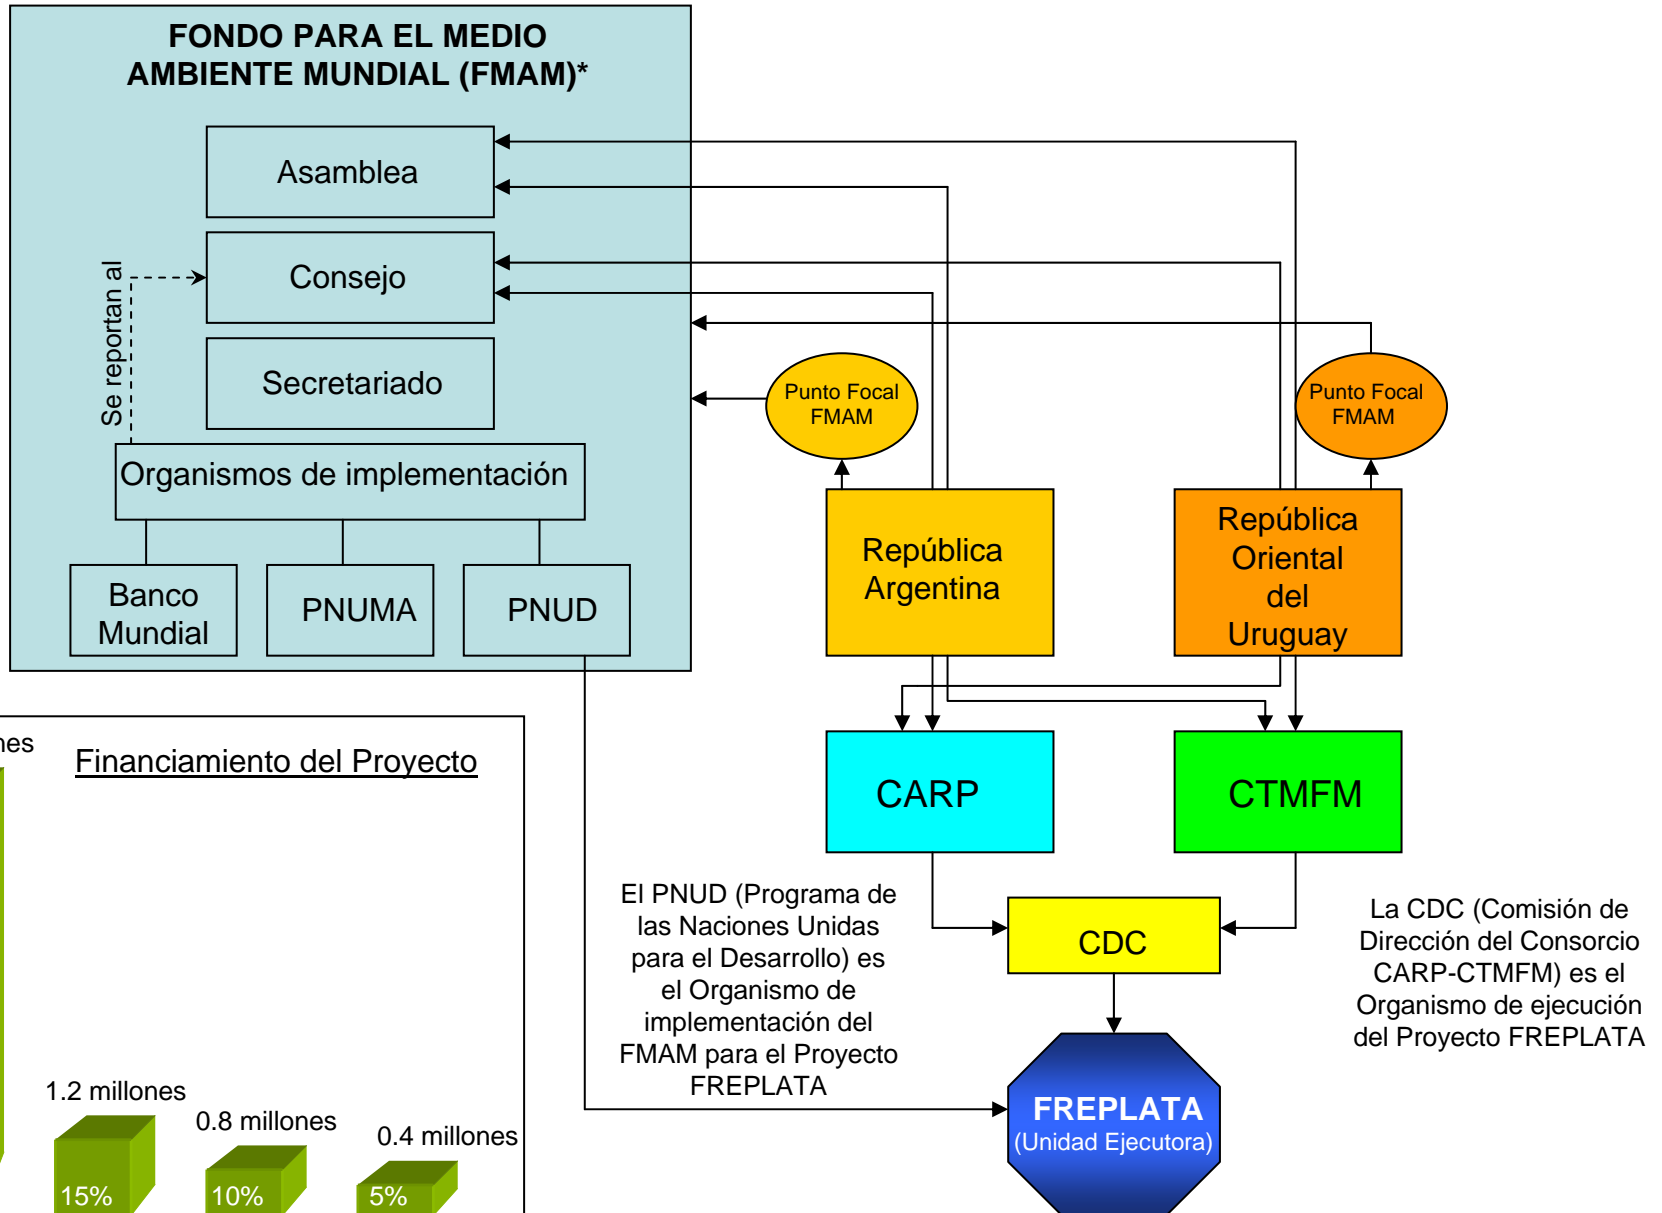 FONDO PARA EL MEDIO
AMBIENTE MUNDIAL (FMAM)*
Asamblea
Consejo
Se reportan al
Secretariado
Organismos de implementación
Banco
Mundial
PNUMA
PNUD
Punto Focal
FMAM
Punto Focal
FMAM
República
Argentina
República
Oriental
del
Uruguay
CARP
CTMFM
CDC
El PNUD (Programa de
las Naciones Unidas
para el Desarrollo) es
el Organismo de
implementación del
FMAM para el Proyecto
FREPLATA
La CDC (Comisión de
Dirección del Consorcio
CARP-CTMFM) es el
Organismo de ejecución
del Proyecto FREPLATA
FREPLATA
(Unidad Ejecutora)
Financiamiento del Proyecto
1.2 millones
0.8 millones
0.4 millones
15%
10%
5%